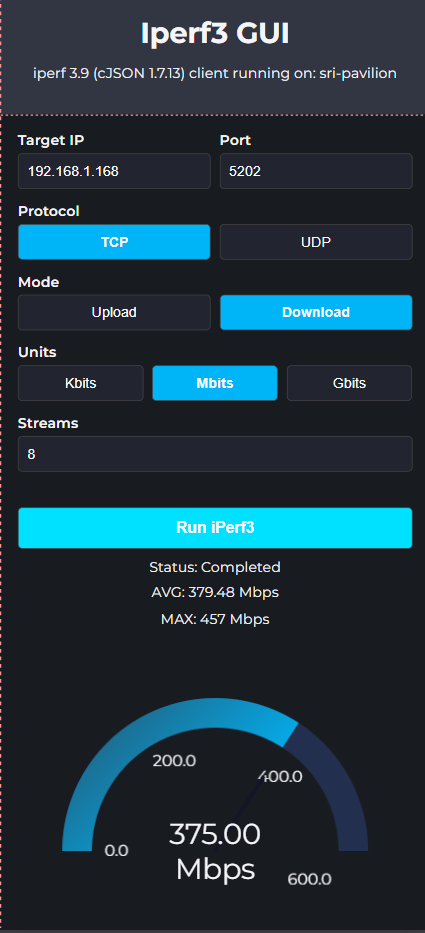 Iperf3 GUI
iperf 3.9 (cJSON 1.7.13) client running on: sri-pavilion
Target IP Port
192.168.1.168 5202
Protocol
TCP UDP
Mode
Upload Download
Units
Kbits Mbits Gbits
Streams
8
Run iPerf3
Status: Completed
AVG: 379.48 Mbps
MAX: 457 Mbps
200.0
400.0
375.00
0.0
Mbps
600.0